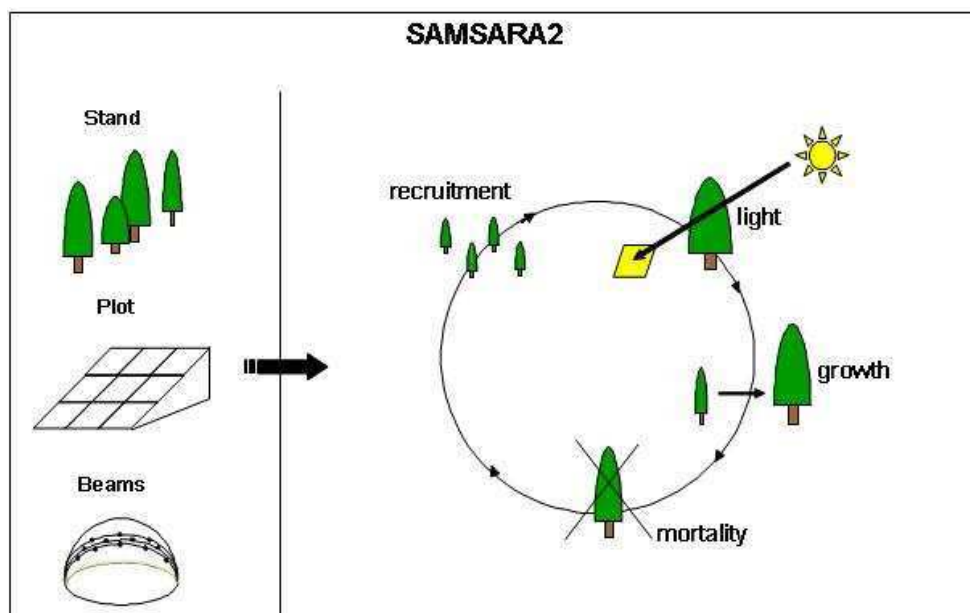 SAMSARA2
Stand
Plot
Beams
recruitment
light
growth
mortality